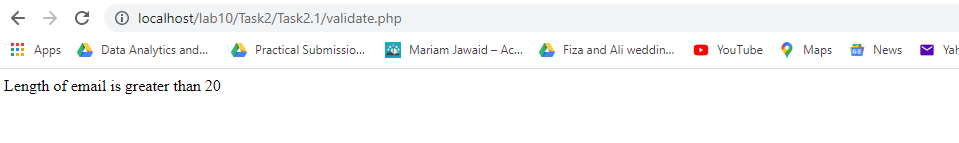 localhost/lab10/Task2/Task2.1/validate.php
Apps Data Analytics and... Practical Submissio... Mariam Jawaid – Ac... Fiza and Ali weddin... YouTube Maps News Yah
Length of email is greater than 20